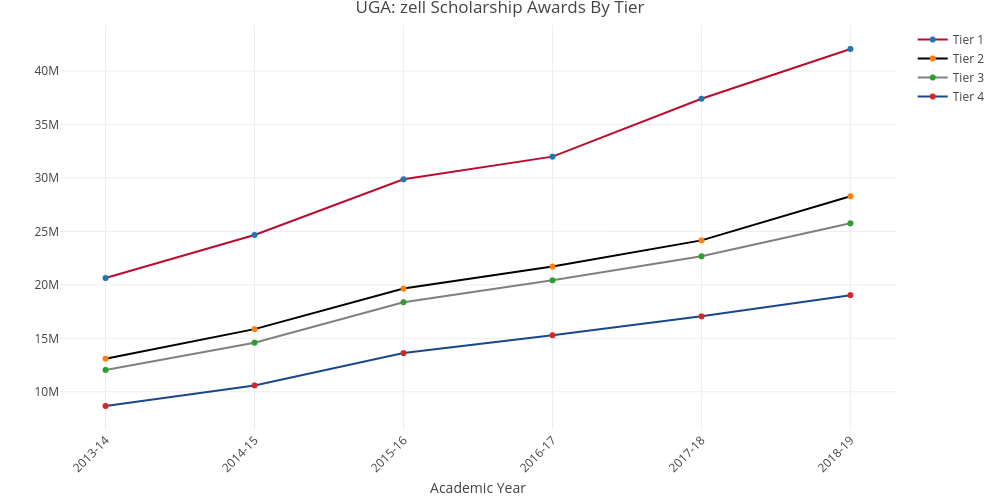 UGA: zell Scholarship Awards By Tier
Tier 1
Tier 2
Tier 3
Tier 4
40M
35M
30M
25M
20M
15M
10M
2013-14
2014-15
2015-16
2016-17
2017-18
2018-19
Academic Year